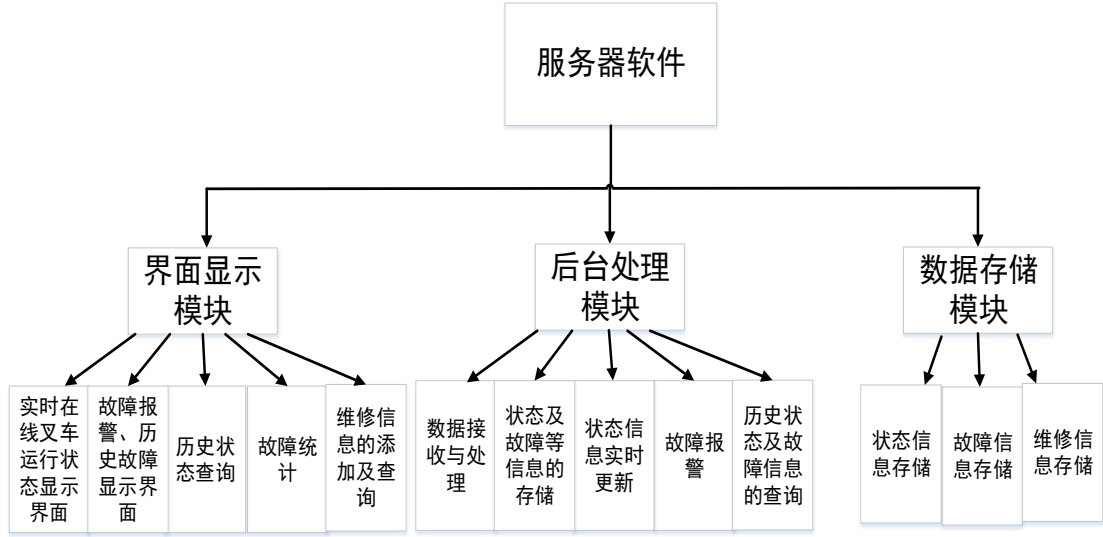 服务器软件
界面显示
模块
后台处理
模块
数据存储
模块
实时在
线叉车
运行状
态显示
界面
故障报
警、历
史故障
显示界
面
历史状
态查询
故障统
计
维修信
息的添
加及查
询
数据接
收与处
理
状态及
故障等
信息的
存储
状态信
息实时
更新
故障报
警
历史状
态及故
障信息
的查询
状态信
息存储
故障信
息存储
维修信
息存储